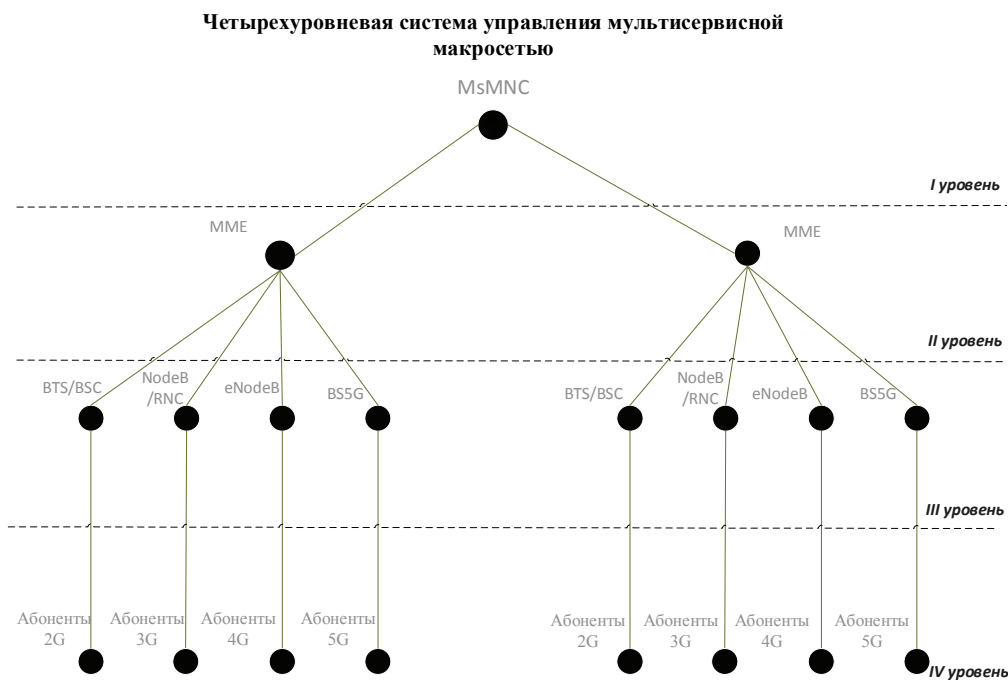 Четырехуровневая система управления мультисервисной
макросетью
MsMNC
I уровень
MME
MME
II уровень
BTS/BSC
NodeB
/RNC
eNodeB
BS5G
BTS/BSC
NodeB
/RNC
eNodeB
BS5G
III уровень
Абоненты
2G
Абоненты
3G
Абоненты
4G
Абоненты
5G
Абоненты
2G
Абоненты
3G
Абоненты
4G
Абоненты
5G
IV уровень